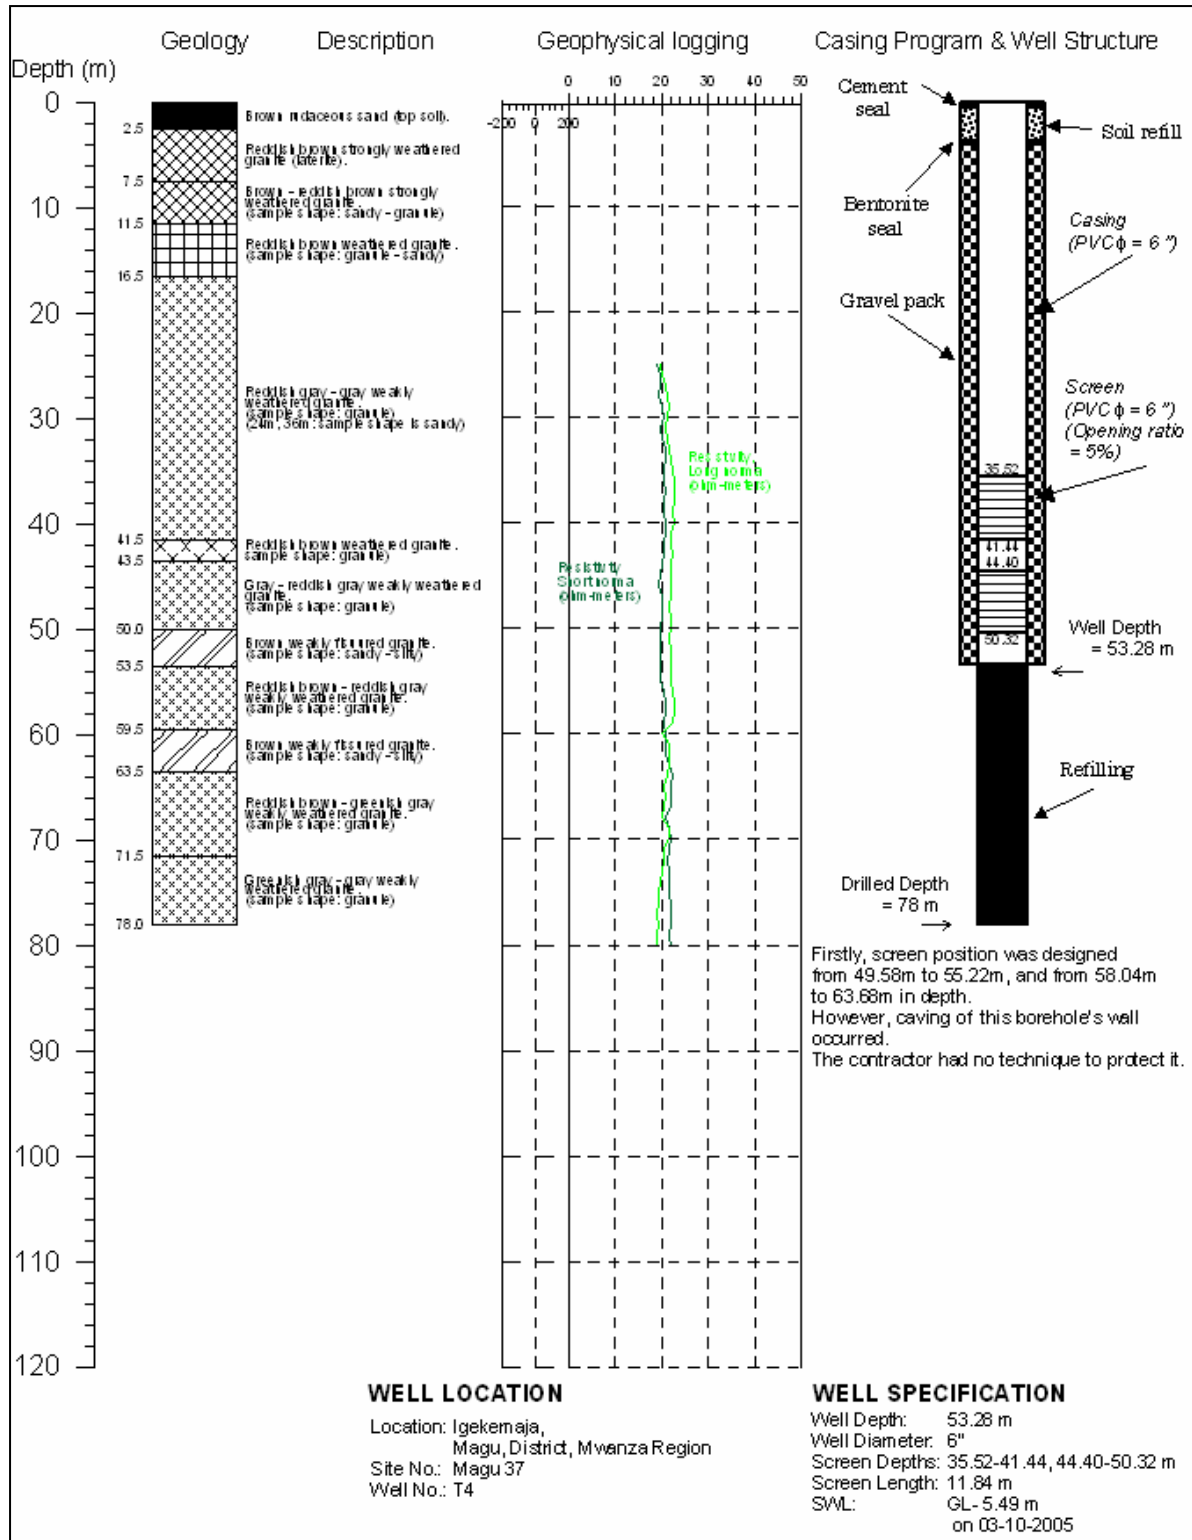 Geology Description Geophysical logging Casing Program & Well Structure
Depth (m)
0 10 20 30 40 50
-200 0 200
0
10
20
30
40
50
60
70
80
90
100
110
120
2.5
7.5
11.5
16.5
41.5
43.5
50.0
53.5
59.5
63.5
71.5
78.0
Brown rudaceous sand (top soil).
Reddish brown strongly weathered
granite (laterite).
Brown - reddish brown strongly
weathered granite.
(sample shape: sandy - granule)
Reddish brown weathered granite.
(sample shape: granule - sandy)
Reddish gray - gray weakly
weathered granite.
(sample shape: granule)
(24m, 36m: sample shape is sandy)
Reddish brown weathered granite.
sample shape: granule)
Gray - reddish gray weakly weathered
granite.
(sample shape: granule)
Brown weakly fissured granite.
(sample shape: sandy - silty)
Reddish brown - reddish gray
weakly weathered granite.
(sample shape: granule)
Brown weakly fissured granite.
(sample shape: sandy - silty)
Reddish brown - greenish gray
weakly weathered granite.
(sample shape: granule)
Greenish gray - gray weakly
weathered granite.
(sample shape: granule)
Resistivity
Long norma
(ohm-meters)
Resistivity
Short norma
(ohm-meters)
Cement
seal
Soil refill
Bentonite
seal
Casing
(PVC ϕ = 6 ")
Gravel pack
Screen
(PVC ϕ = 6 ")
(Opening ratio
= 5%)
35.52
41.44
44.40
50.32
Well Depth
= 53.28 m
Refilling
Drilled Depth
= 78 m
Firstly, screen position was designed
from 49.58m to 55.22m, and from 58.04m
to 63.68m in depth.
However, caving of this borehole's wall
occurred.
The contractor had no technique to protect it.
WELL LOCATION
Location: Igekemaja,
Magu, District, Mwanza Region
Site No.: Magu 37
Well No.: T4
WELL SPECIFICATION
Well Depth: 53.28 m
Well Diameter: 6"
Screen Depths: 35.52-41.44, 44.40-50.32 m
Screen Length: 11.84 m
SWL: GL- 5.49 m
on 03-10-2005